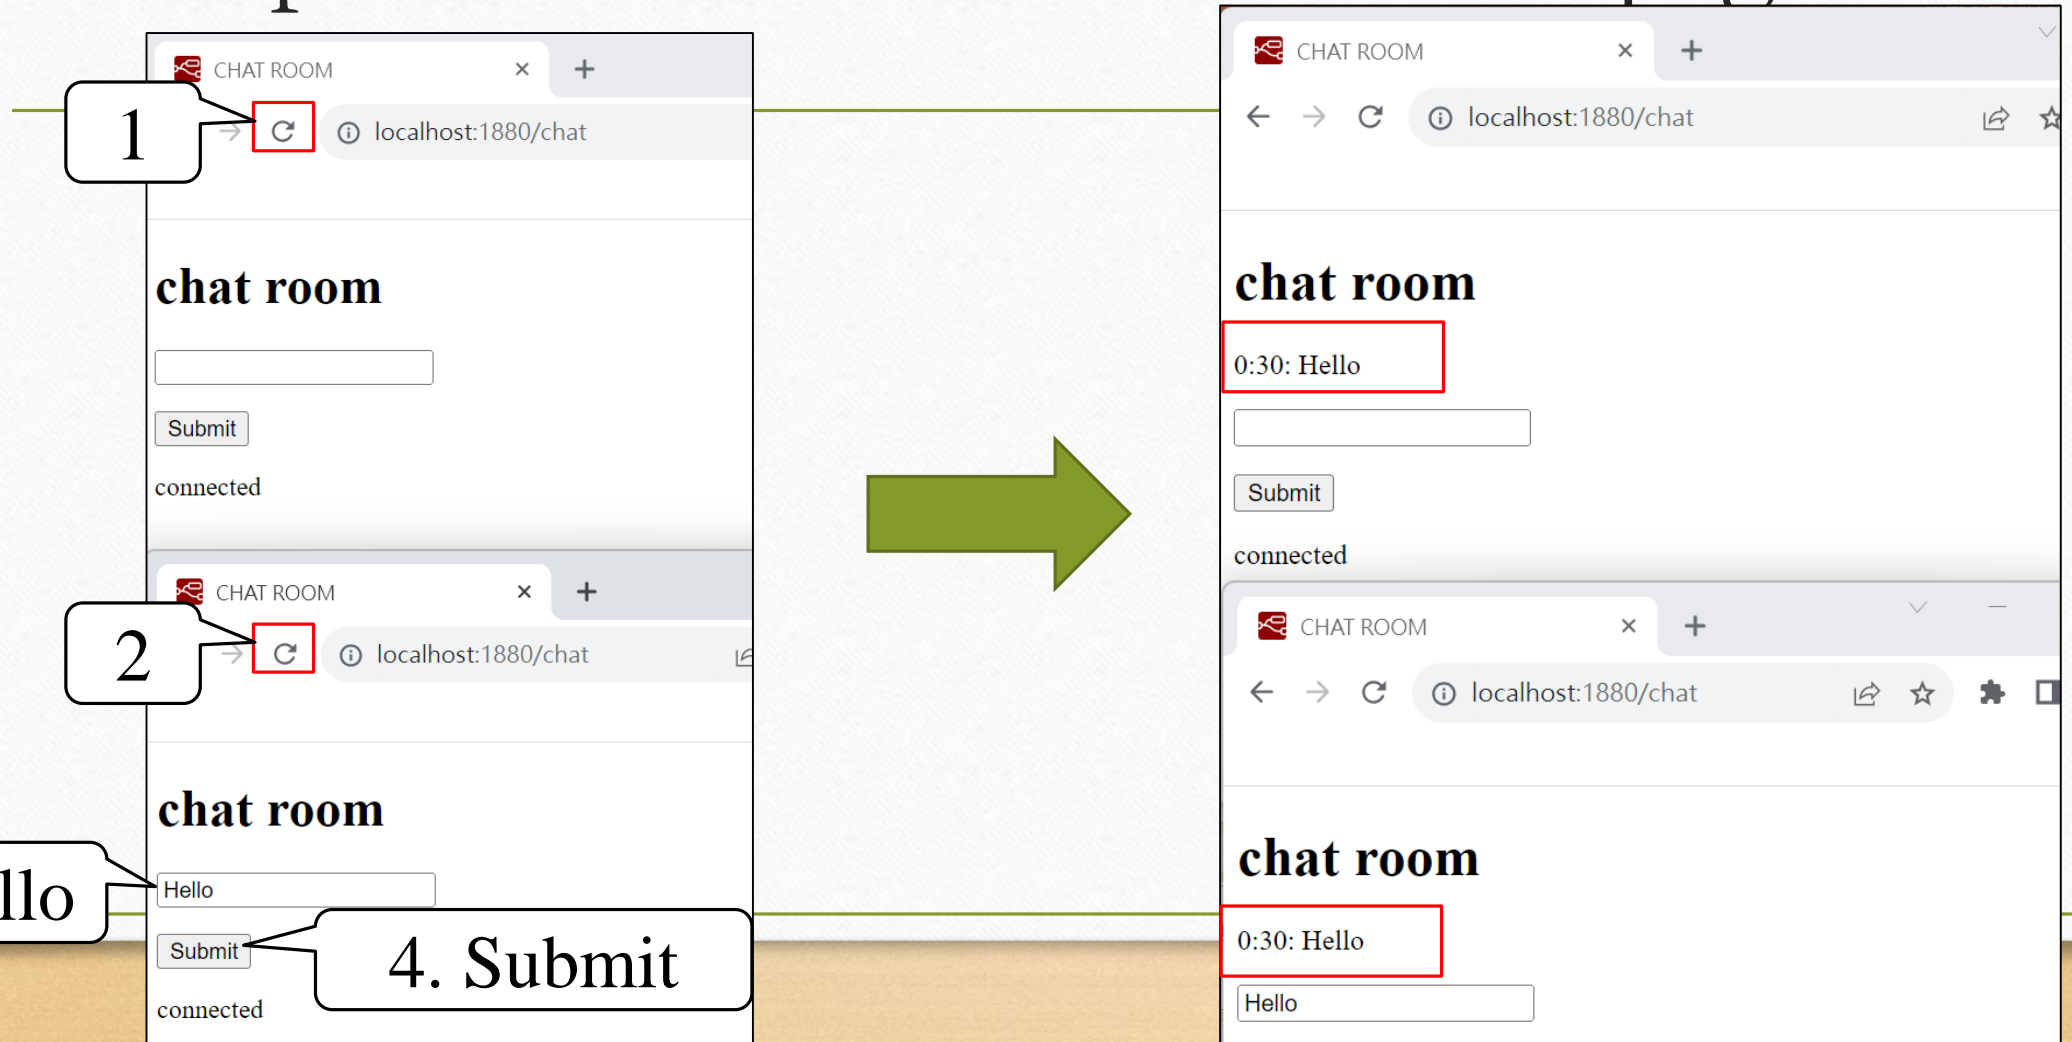 CHAT ROOM
1
localhost:1880/chat
chat room
Submit
connected
CHAT ROOM
2
localhost:1880/chat
chat room
llo
Hello
Submit
4. Submit
connected
CHAT ROOM
localhost:1880/chat
chat room
0:30: Hello
Submit
connected
CHAT ROOM
localhost:1880/chat
chat room
0:30: Hello
Hello